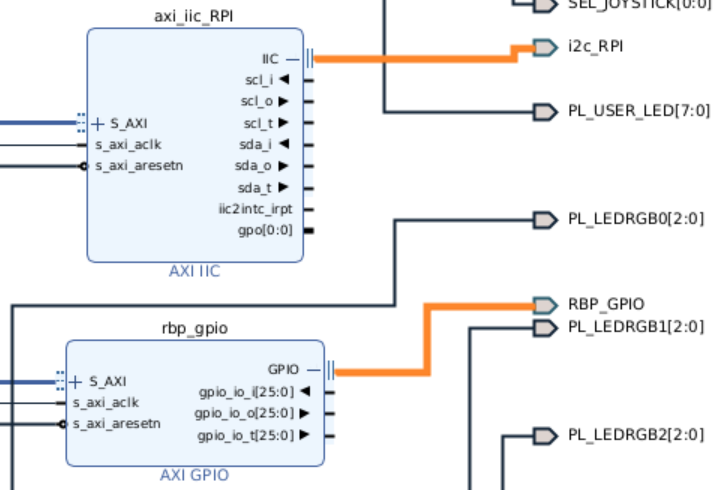 axi_iic_RPI
IIC
scl_i
scl_o
S_AXI
scl_t
s_axi_aclk
sda_i
s_axi_aresetn
sda_o
sda_t
iic2intc_irpt
gpo[0:0]
AXI IIC
SEL_JOYSTICK[0:0]
i2c_RPI
PL_USER_LED[7:0]
PL_LEDRGB0[2:0]
RBP_GPIO
PL_LEDRGB1[2:0]
PL_LEDRGB2[2:0]
rbp_gpio
GPIO
S_AXI
gpio_io_i[25:0]
s_axi_aclk
gpio_io_o[25:0]
s_axi_aresetn
gpio_io_t[25:0]
AXI GPIO